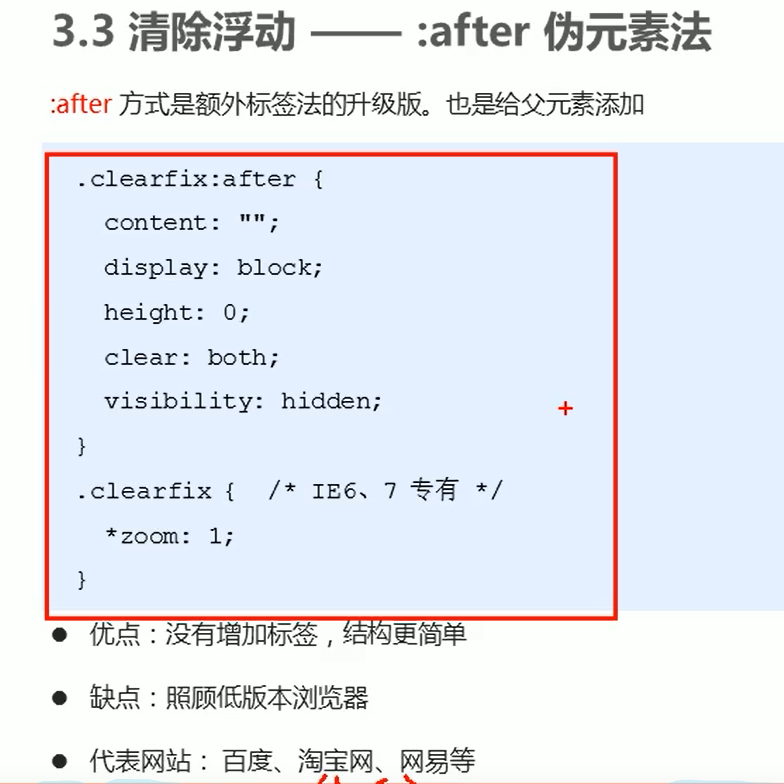 3.3 清除浮动 —— :after 伪元素法
:after 方式是额外标签法的升级版。也是给父元素添加
.clearfix:after {
content: "";
display: block;
height: 0;
clear: both;
visibility: hidden;
}
.clearfix { /* IE6、7 专有 */
*zoom: 1;
}
● 优点：没有增加标签，结构更简单
● 缺点：照顾低版本浏览器
● 代表网站： 百度、淘宝网、网易等